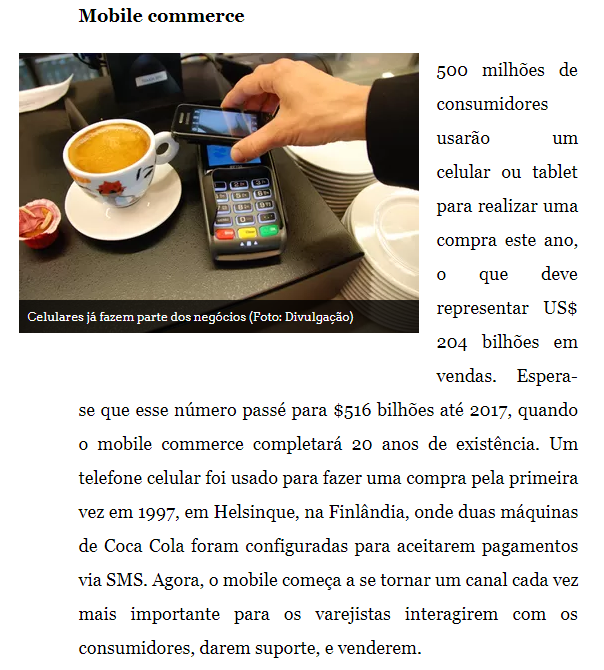 Mobile commerce
500 milhões de
consumidores
usarão um
celular ou tablet
para realizar uma
compra este ano,
o que deve
representar US$
204 bilhões em
vendas. Espera-
Celulares já fazem parte dos negócios (Foto: Divulgação)
se que esse número passé para $516 bilhões até 2017, quando
o mobile commerce completará 20 anos de existência. Um
telefone celular foi usado para fazer uma compra pela primeira
vez em 1997, em Helsinque, na Finlândia, onde duas máquinas
de Coca Cola foram configuradas para aceitarem pagamentos
via SMS. Agora, o mobile começa a se tornar um canal cada vez
mais importante para os varejistas interagirem com os
consumidores, darem suporte, e venderem.